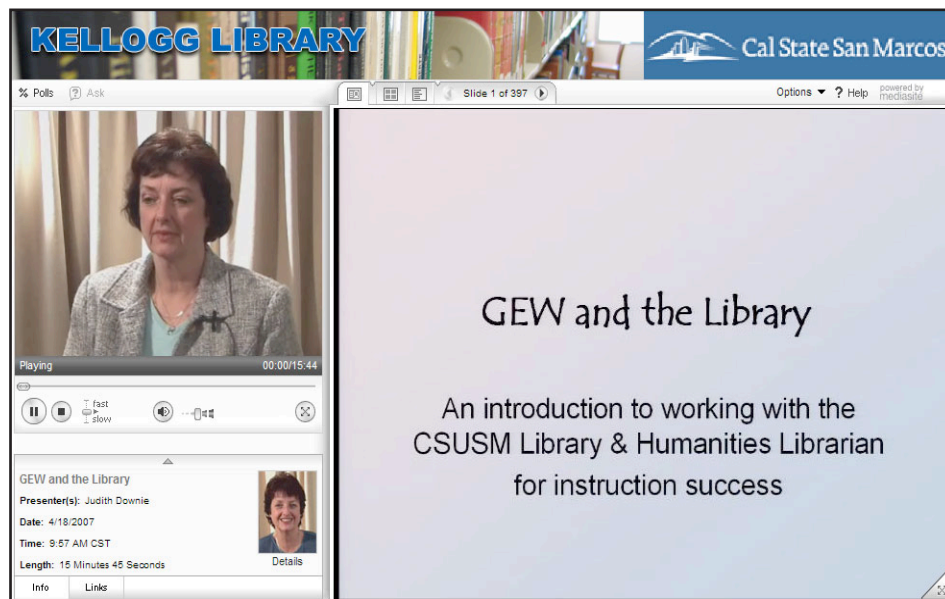 KELLOGG LIBRARY
Cal State San Marcos
% Polls ? Ask
Slide 1 of 397
Options ▼ ? Help powered by mediasite
Playing 00:00/15:44
fast
slow
GEW and the Library
Presenter(s): Judith Downie
Date: 4/18/2007
Time: 9:57 AM CST
Length: 15 Minutes 45 Seconds
Details
Info Links
GEW and the Library
An introduction to working with the
CSUSM Library & Humanities Librarian
for instruction success